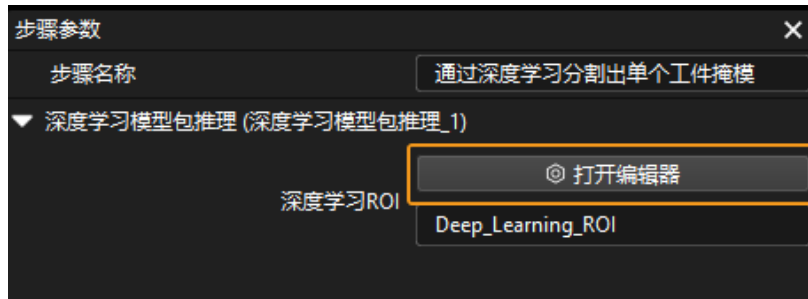 步骤参数
步骤名称 通过深度学习分割出单个工件掩模
深度学习模型包推理 (深度学习模型包推理_1)
打开编辑器
深度学习ROI
Deep_Learning_ROI